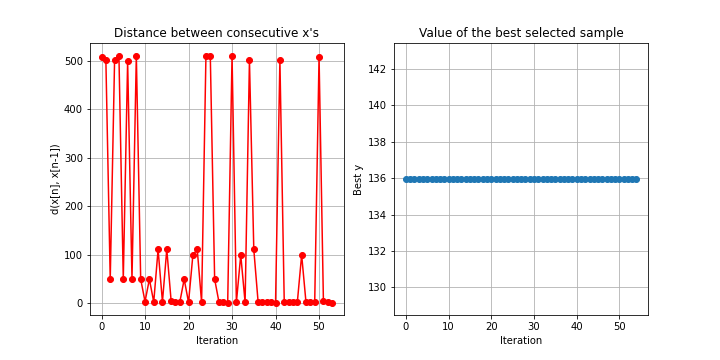 Distance between consecutive x's
d(x[n], x[n-1])
500
400
300
200
100
0
0 10 20 30 40 50
Iteration
Value of the best selected sample
Best y
142
140
138
136
134
132
130
0 10 20 30 40 50
Iteration